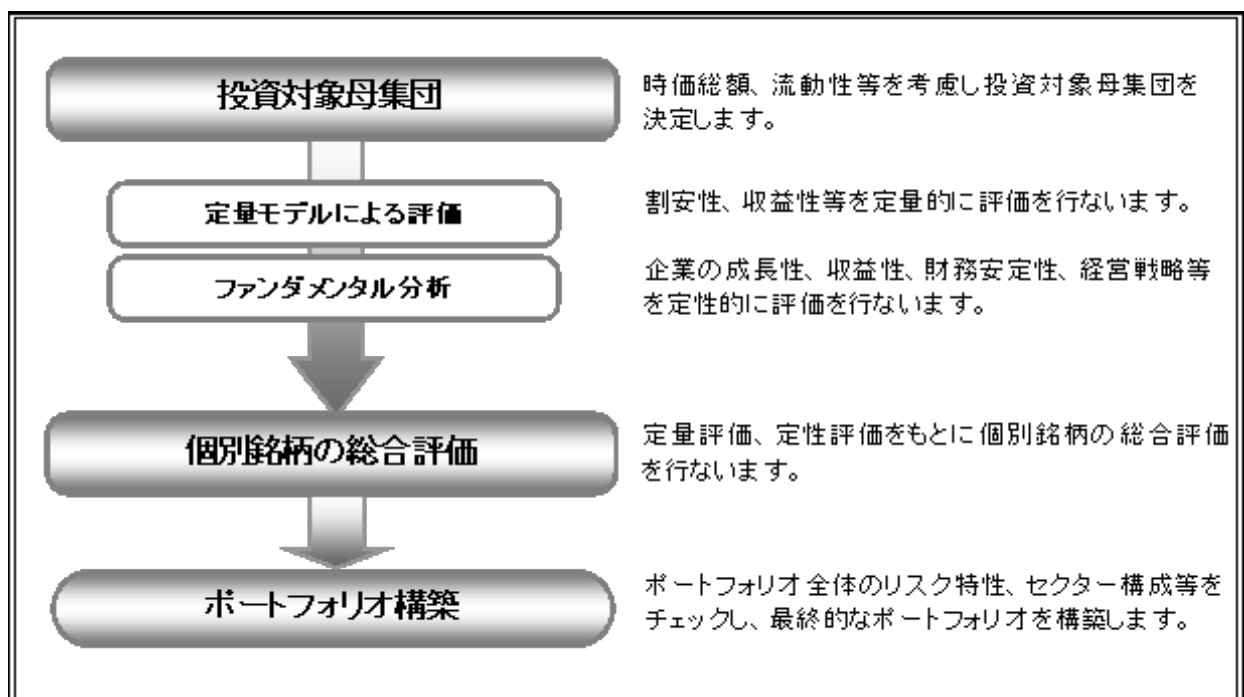 投資対象母集団
時価総額、流動性等を考慮し投資対象母集団を
決定します。
定量モデルによる評価
割安性、収益性等を定量的に評価を行ないます。
ファンダメンタル分析
企業の成長性、収益性、財務安定性、経営戦略等
を定性的に評価を行ないます。
個別銘柄の総合評価
定量評価、定性評価をもとに個別銘柄の総合評価
を行ないます。
ポートフォリオ構築
ポートフォリオ全体のリスク特性、セクター構成等を
チェックし、最終的なポートフォリオを構築します。